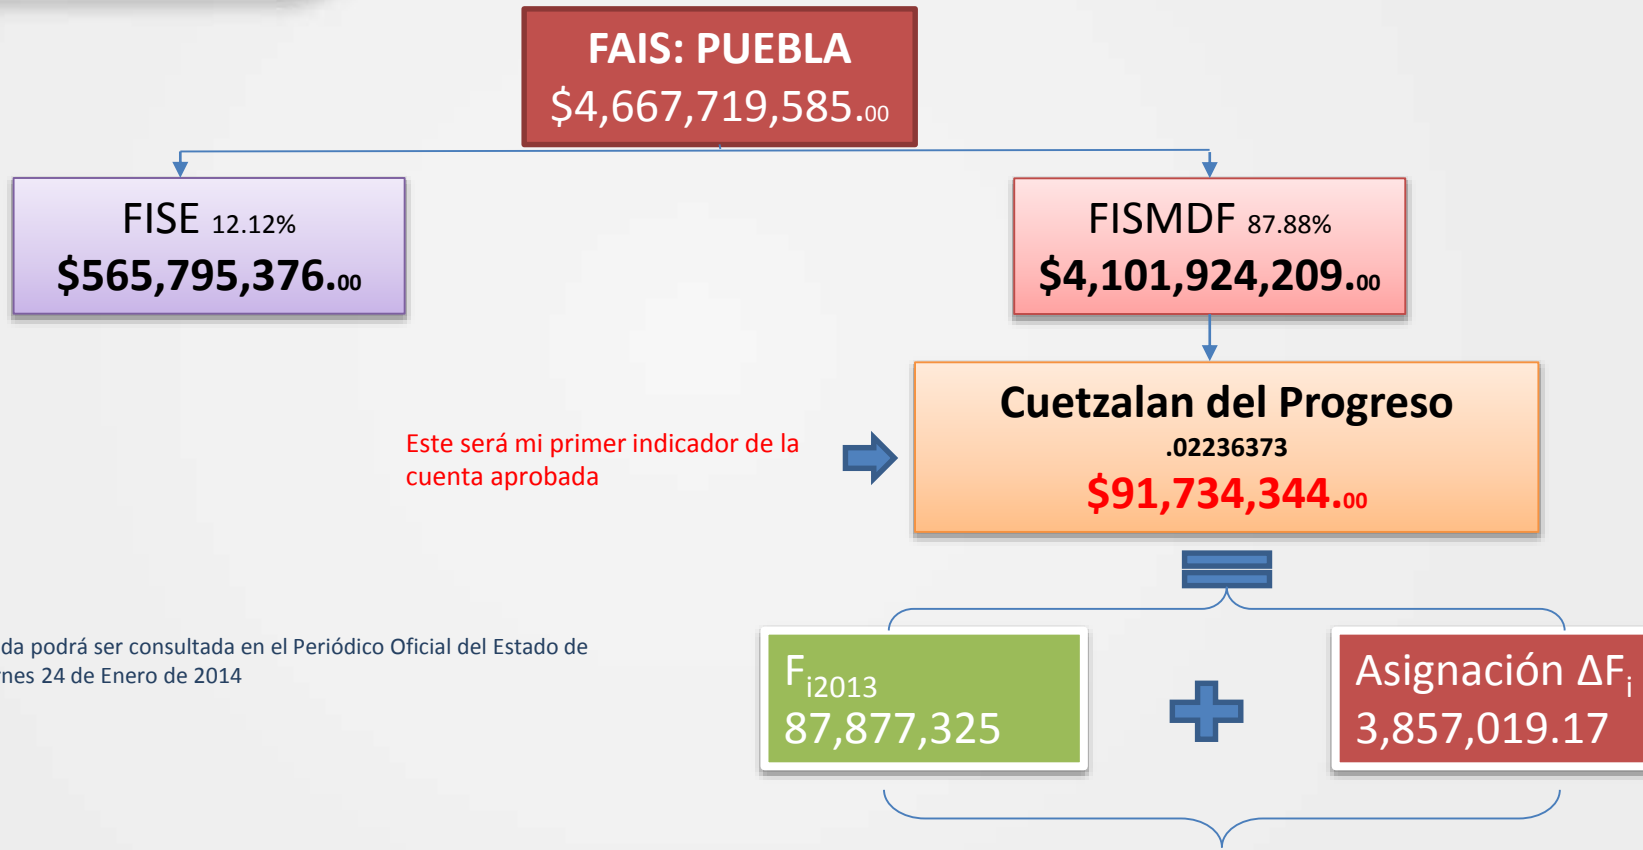 FAIS: PUEBLA
$4,667,719,585.00
FISE 12.12%
$565,795,376.00
FISMDF 87.88%
$4,101,924,209.00
Cuetzalan del Progreso
.02236373
$91,734,344.00
Este será mi primer indicador de la
cuenta aprobada
da podrá ser consultada en el Periódico Oficial del Estado de
nes 24 de Enero de 2014
Fi2013
87,877,325
Asignación ΔFi
3,857,019.17